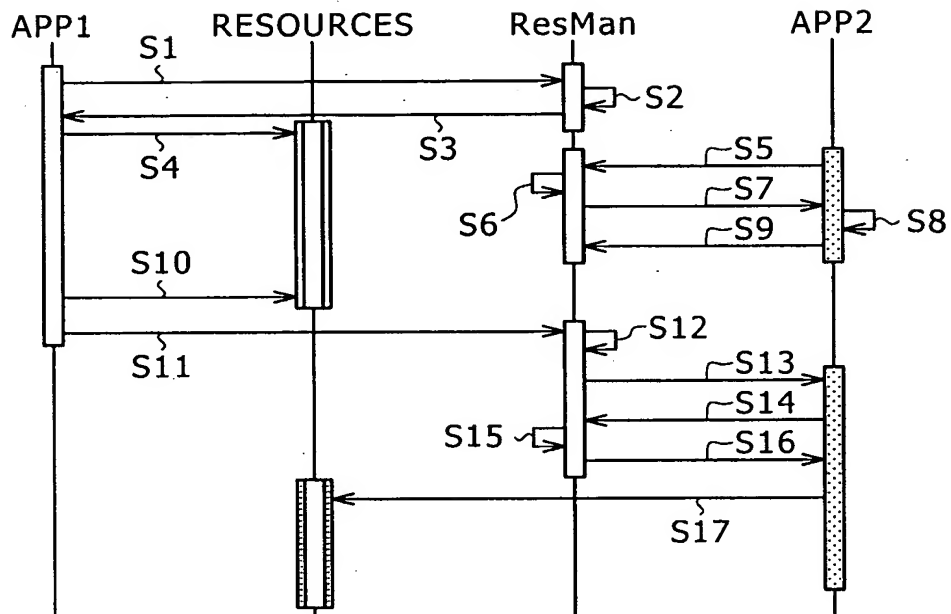 APP1 RESOURCES ResMan APP2
S1
S2
S3
S4
S5
S6
S7
S8
S9
S10
S11
S12
S13
S14
S15
S16
S17